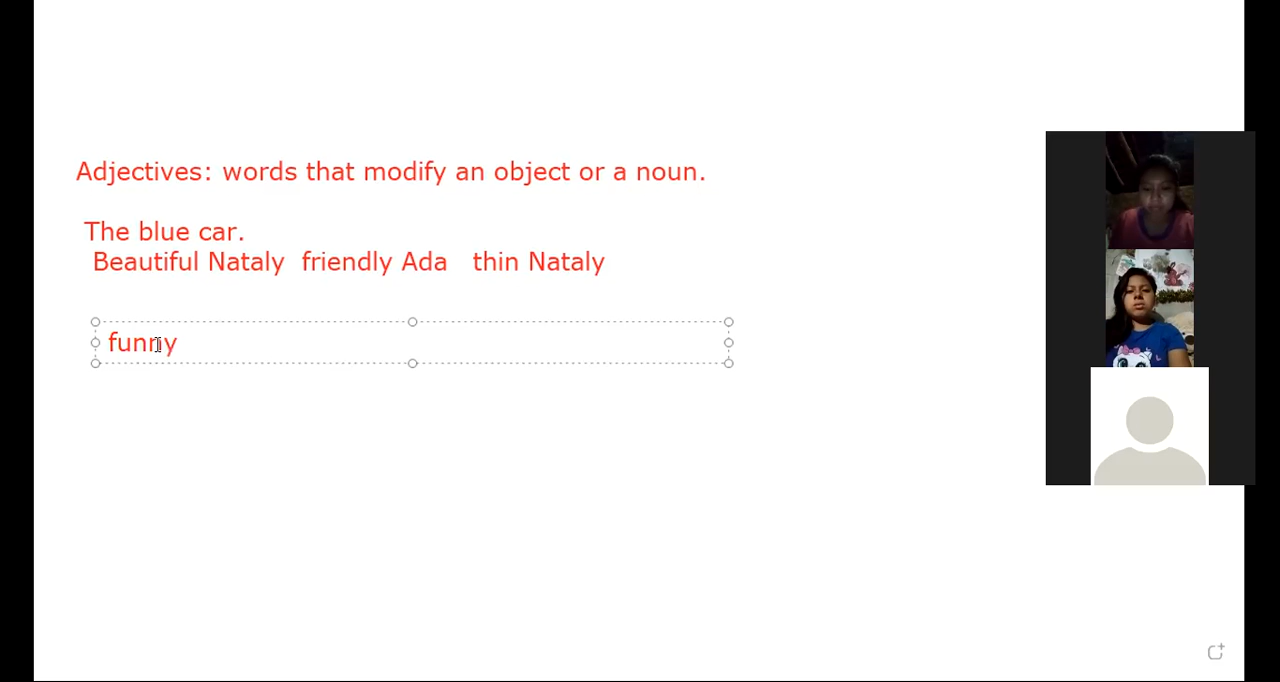 Adjectives: words that modify an object or a noun.
The blue car.
Beautiful Nataly friendly Ada thin Nataly
funny